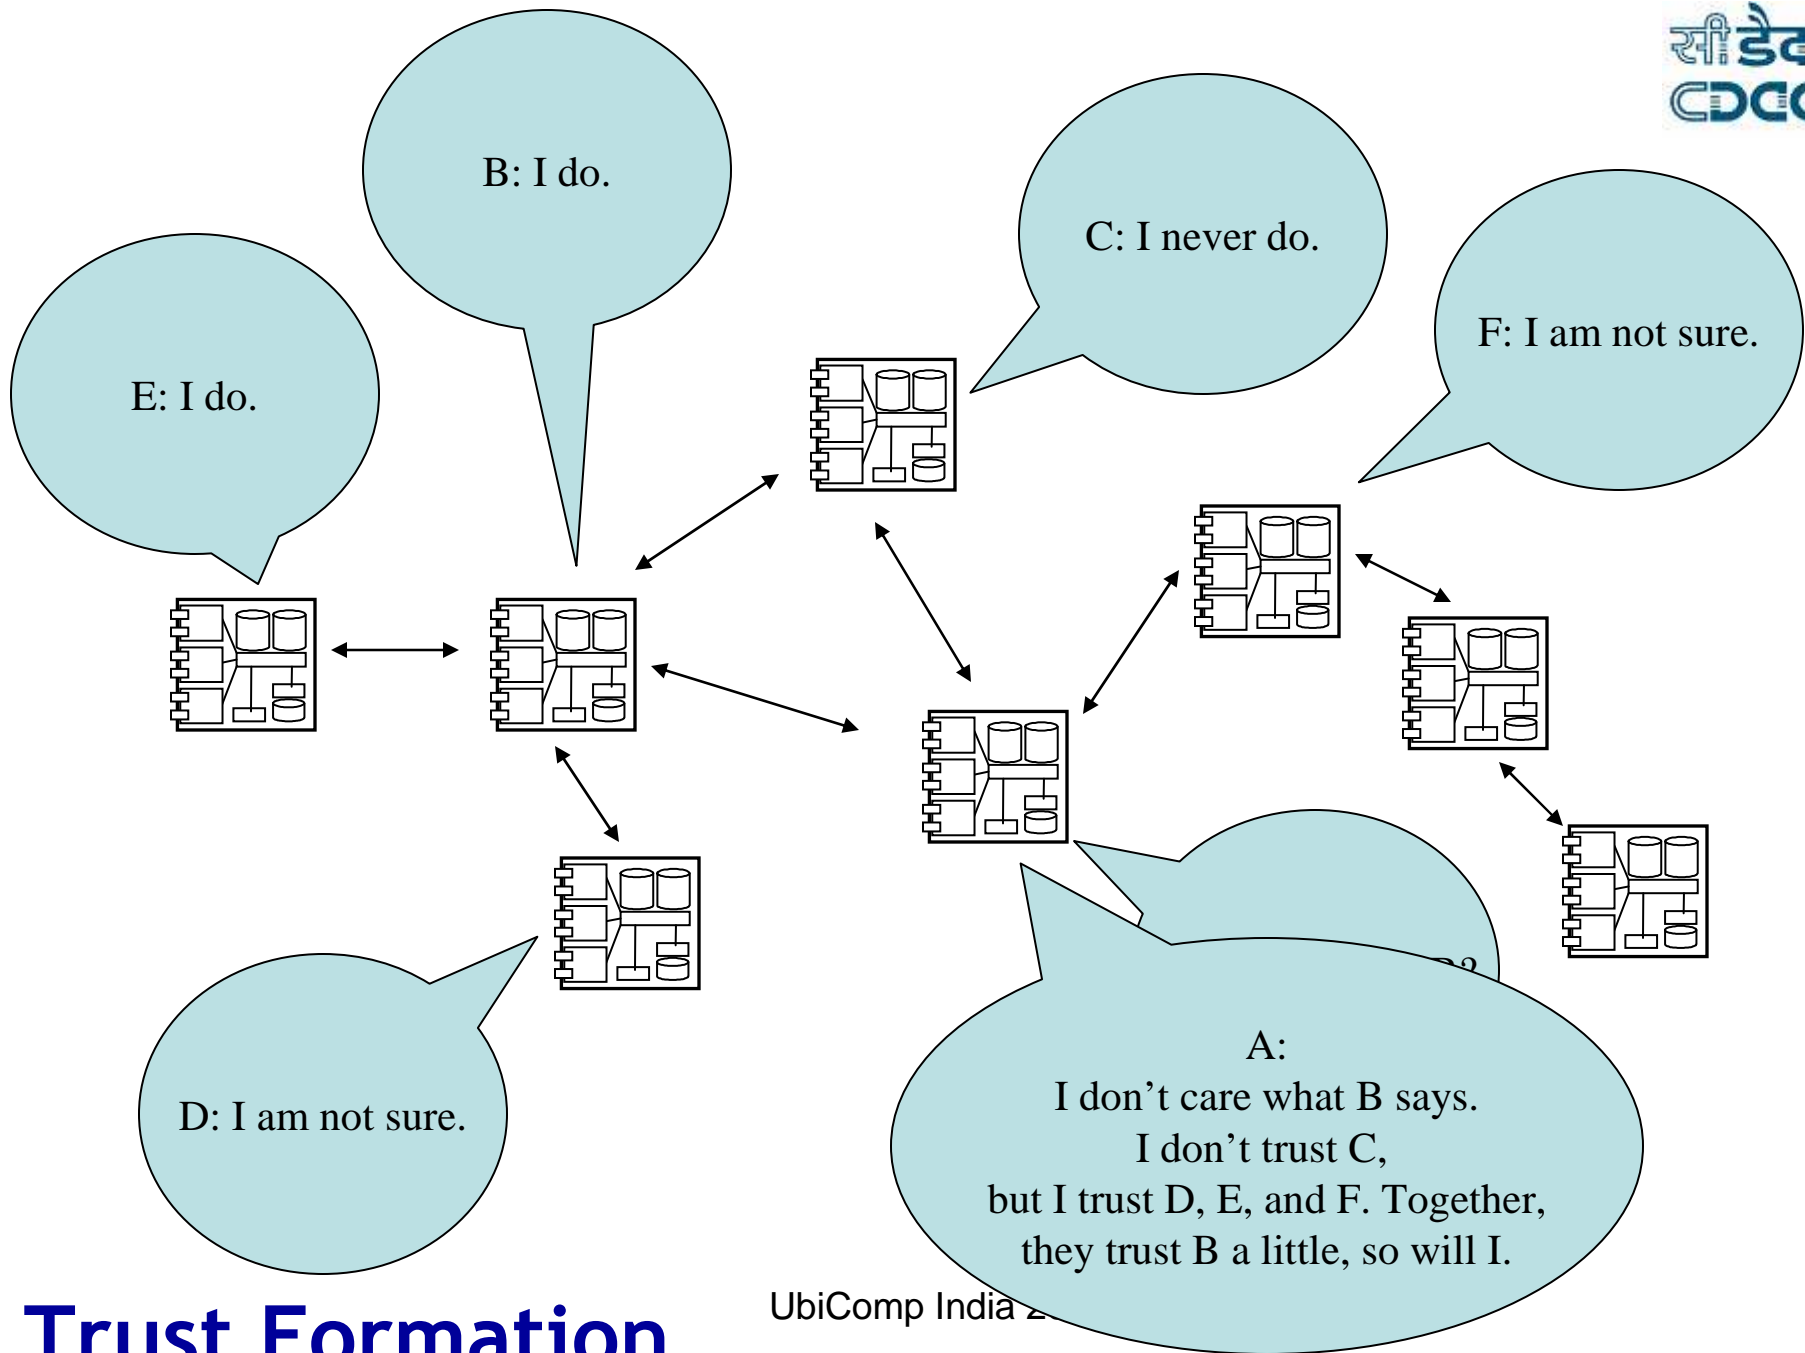 B: I do.
C: I never do.
F: I am not sure.
E: I do.
D: I am not sure.
A:
I don’t care what B says.
I don’t trust C,
but I trust D, E, and F. Together,
they trust B a little, so will I.
UbiComp India
Trust Formation